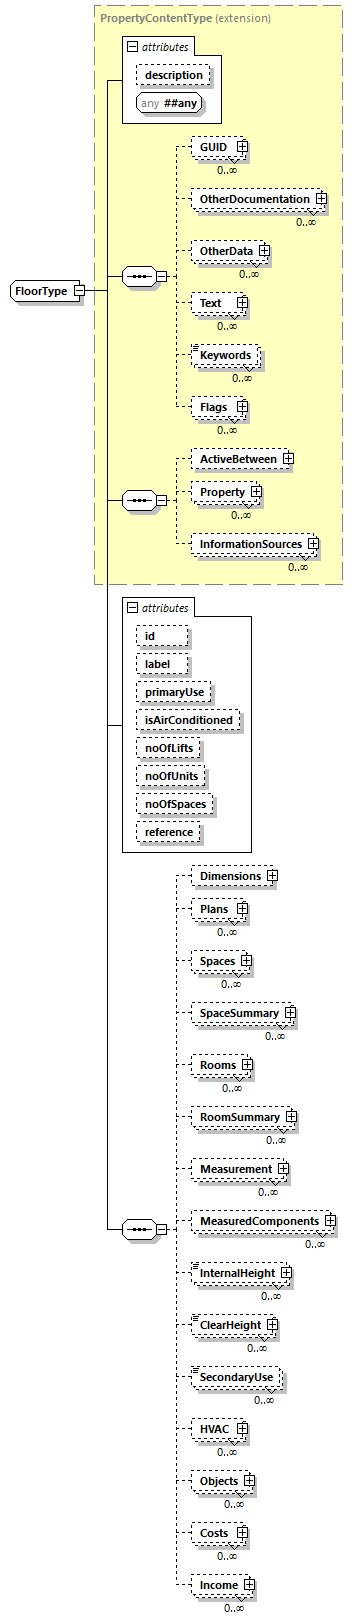 PropertyContentType (extension)
attributes
description
any ##any
GUID
0..∞
OtherDocumentation
0..∞
OtherData
0..∞
FloorType
Text
0..∞
Keywords
0..∞
Flags
0..∞
ActiveBetween
Property
0..∞
InformationSources
0..∞
attributes
id
label
primaryUse
isAirConditioned
noOfLifts
noOfUnits
noOfSpaces
reference
Dimensions
Plans
0..∞
Spaces
0..∞
SpaceSummary
0..∞
Rooms
0..∞
RoomSummary
0..∞
Measurement
0..∞
MeasuredComponents
0..∞
InternalHeight
0..∞
ClearHeight
0..∞
SecondaryUse
0..∞
HVAC
0..∞
Objects
0..∞
Costs
0..∞
Income
0..∞